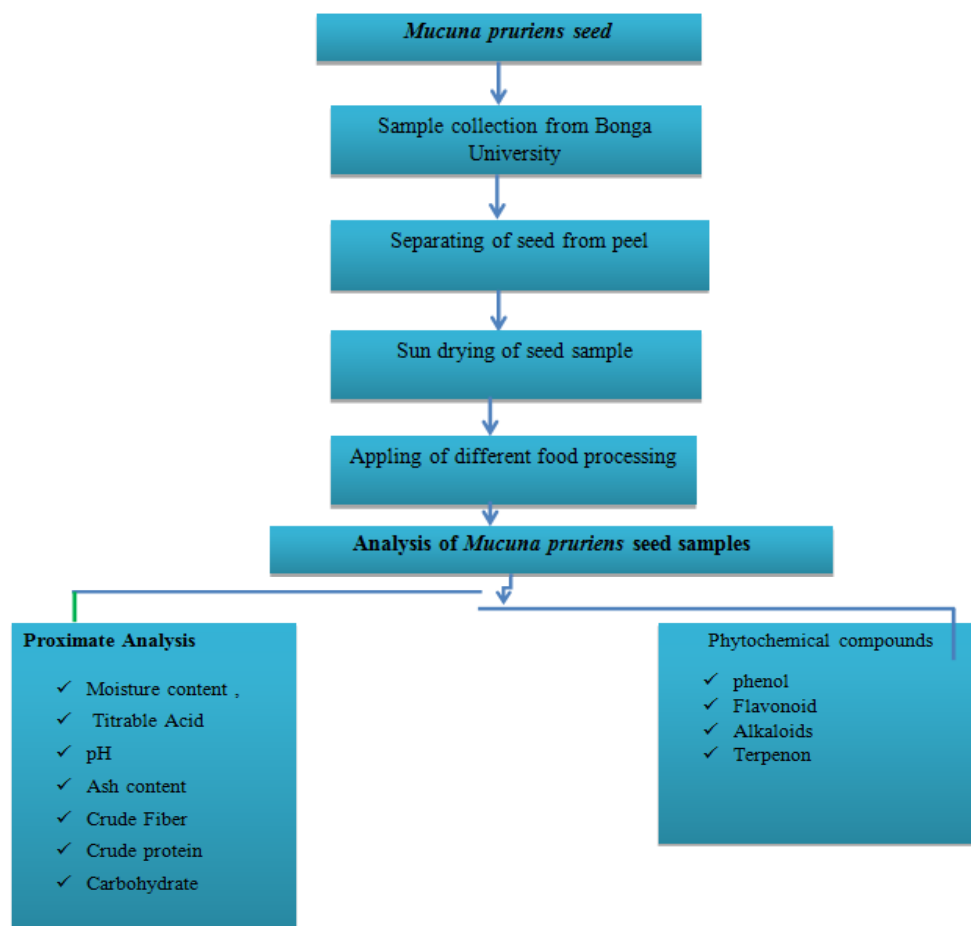 Mucuna pruriens seed
Sample collection from Bonga
University
Separating of seed from peel
Sun drying of seed sample
Appling of different food processing
Analysis of Mucuna pruriens seed samples
Proximate Analysis
✓ Moisture content ,
✓ Titrable Acid
✓ pH
✓ Ash content
✓ Crude Fiber
✓ Crude protein
✓ Carbohydrate
Phytochemical compounds
✓ phenol
✓ Flavonoid
✓ Alkaloids
✓ Terpenon